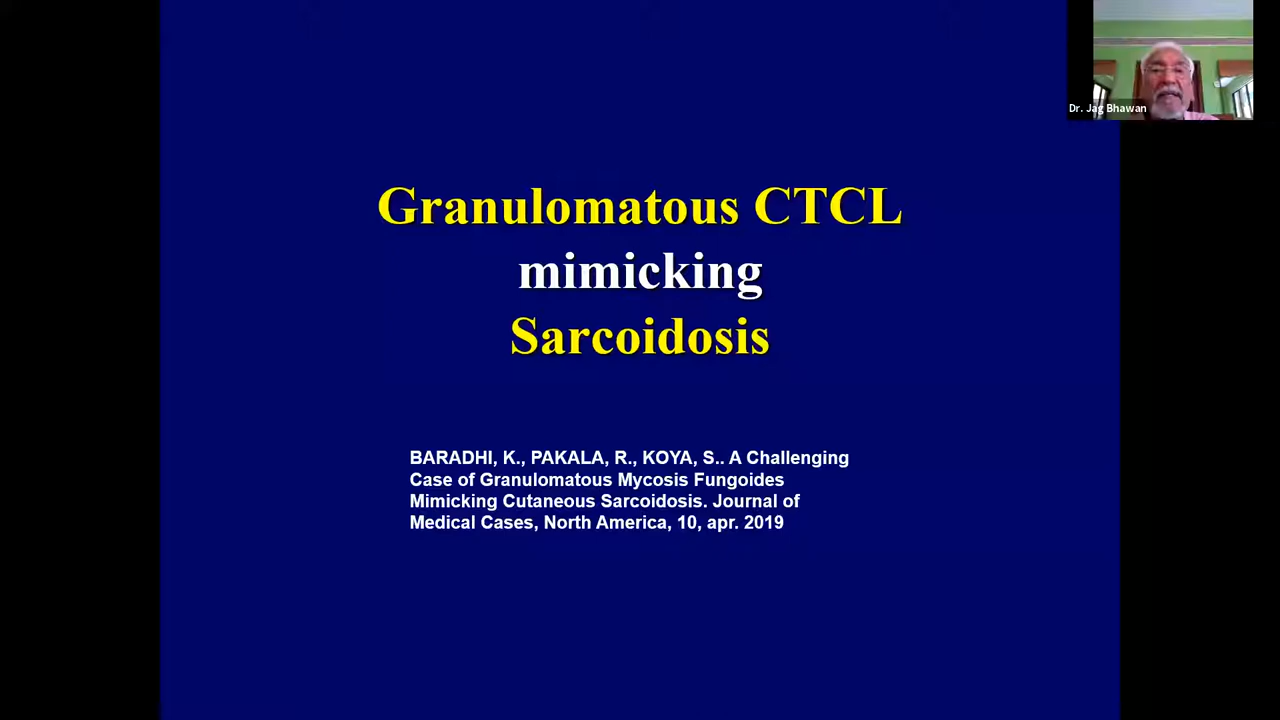 Dr. Jag Bhawan
Granulomatous CTCL
mimicking
Sarcoidosis
BARADHI, K., PAKALA, R., KOYA, S.. A Challenging
Case of Granulomatous Mycosis Fungoides
Mimicking Cutaneous Sarcoidosis. Journal of
Medical Cases, North America, 10, apr. 2019